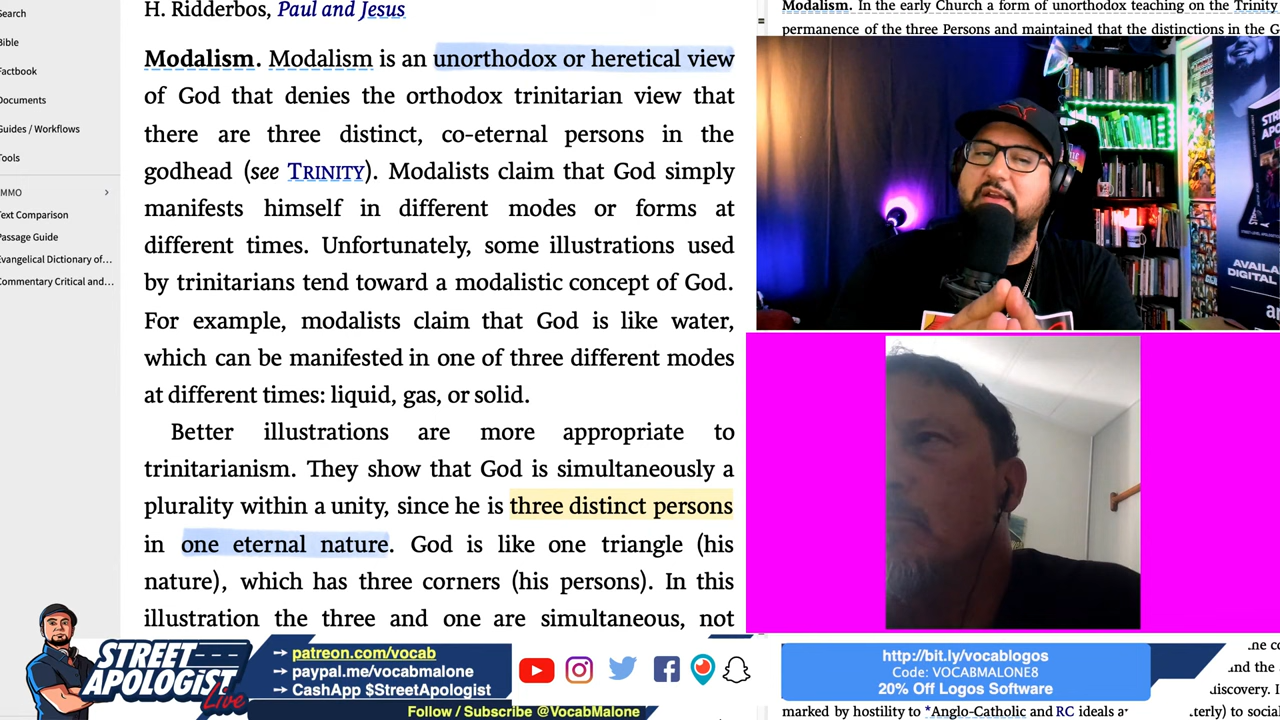 Search
Bible
Factbook
Documents
Guides / Workflows
Tools
MMO
Text Comparison
Passage Guide
Evangelical Dictionary of...
Commentary Critical and...
H. Ridderbos, Paul and Jesus
Modalism. Modalism is an unorthodox or heretical view
of God that denies the orthodox trinitarian view that
there are three distinct, co-eternal persons in the
godhead (see TRINITY). Modalists claim that God simply
manifests himself in different modes or forms at
different times. Unfortunately, some illustrations used
by trinitarians tend toward a modalistic concept of God.
For example, modalists claim that God is like water,
which can be manifested in one of three different modes
at different times: liquid, gas, or solid.
Better illustrations are more appropriate to
trinitarianism. They show that God is simultaneously a
plurality within a unity, since he is three distinct persons
in one eternal nature. God is like one triangle (his
nature), which has three corners (his persons). In this
illustration the three and one are simultaneous, not
Modalism. In the early Church a form of unorthodox teaching on the Trinity
permanence of the three Persons and maintained that the distinctions in the G
AVAILA
DIGITAL
STREET APOLOGIST Live
→ patreon.com/vocab
→ paypal.me/vocabmalone
→ CashApp $StreetApologist
Follow / Subscribe @VocabMalone
http://bit.ly/vocablogos
Code: VOCABMALONE8
20% Off Logos Software
and the
discovery. I
marked by hostility to *Anglo-Catholic and RC ideals a
terly) to social